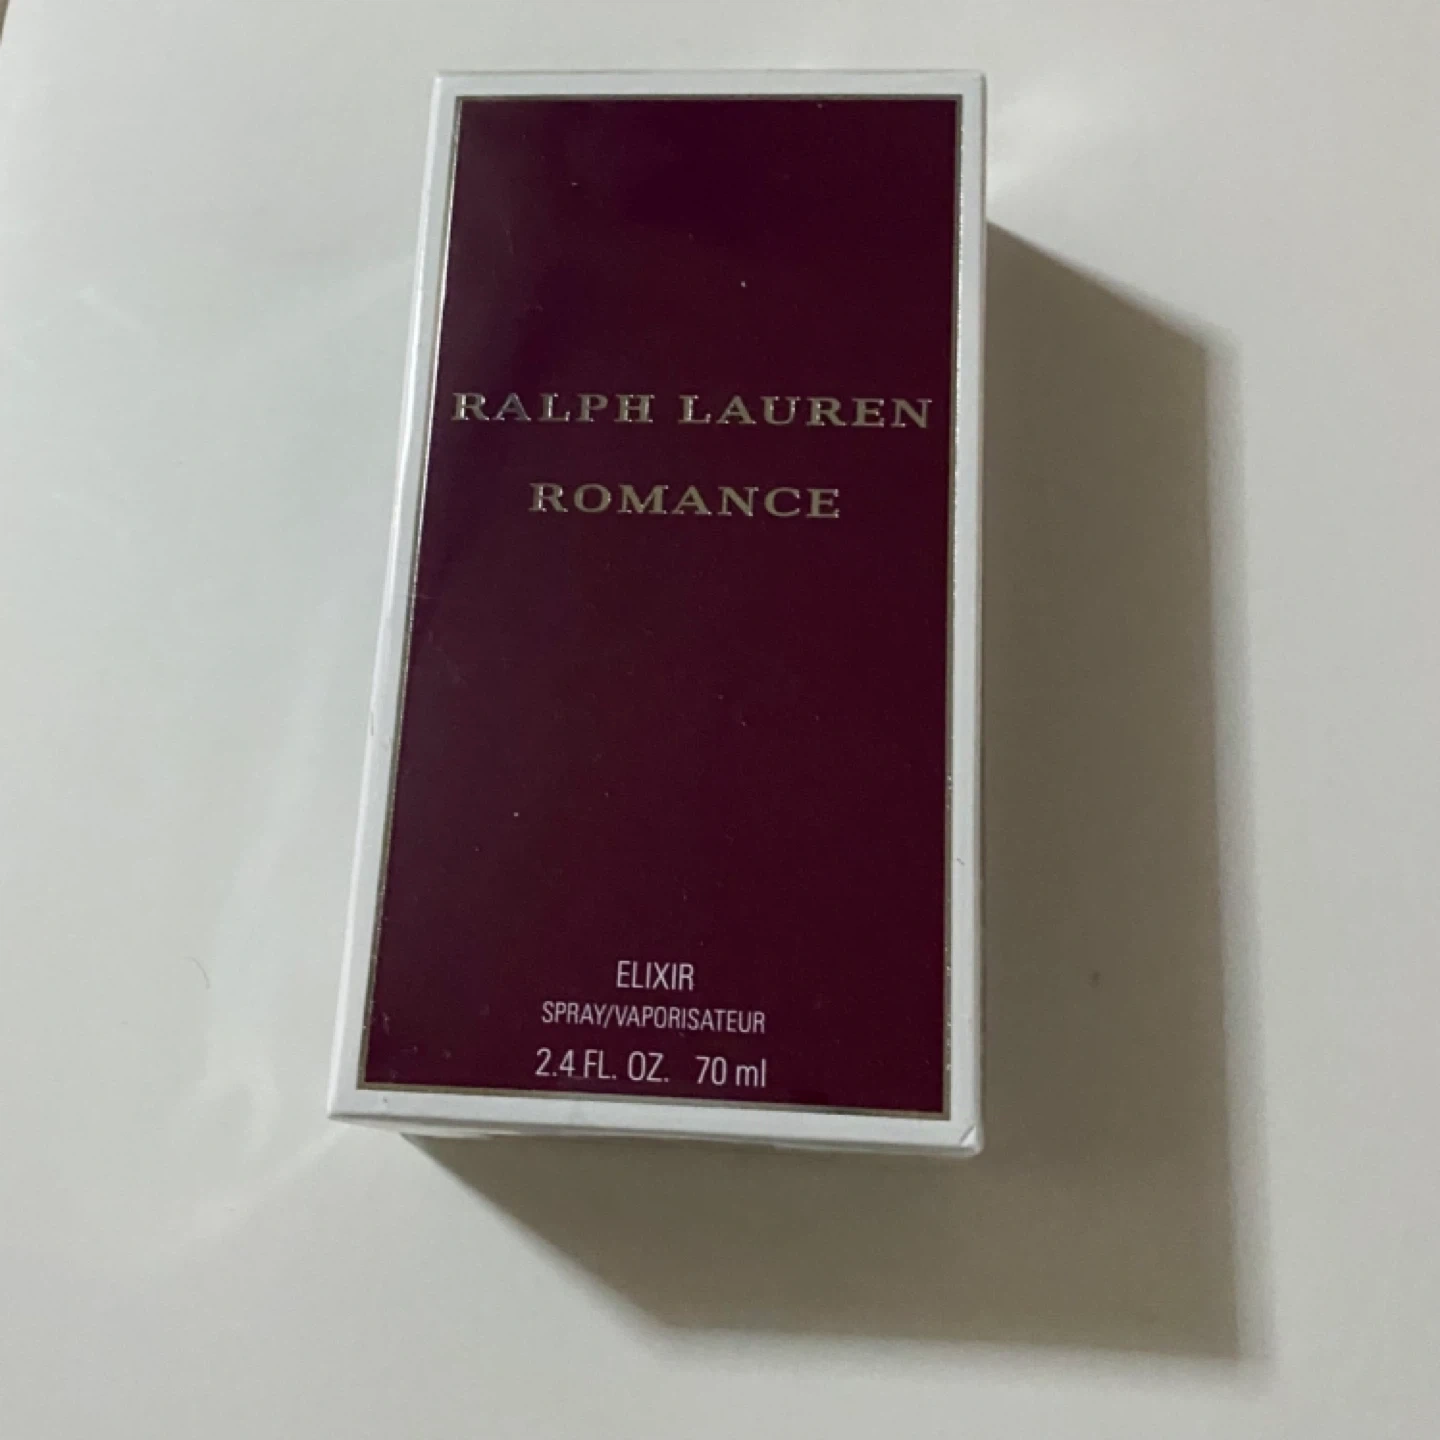 RALPH LAUREN
ROMANCE
ELIXIR
SPRAY/VAPORISATEUR
2.4 FL. OZ. 70 ml